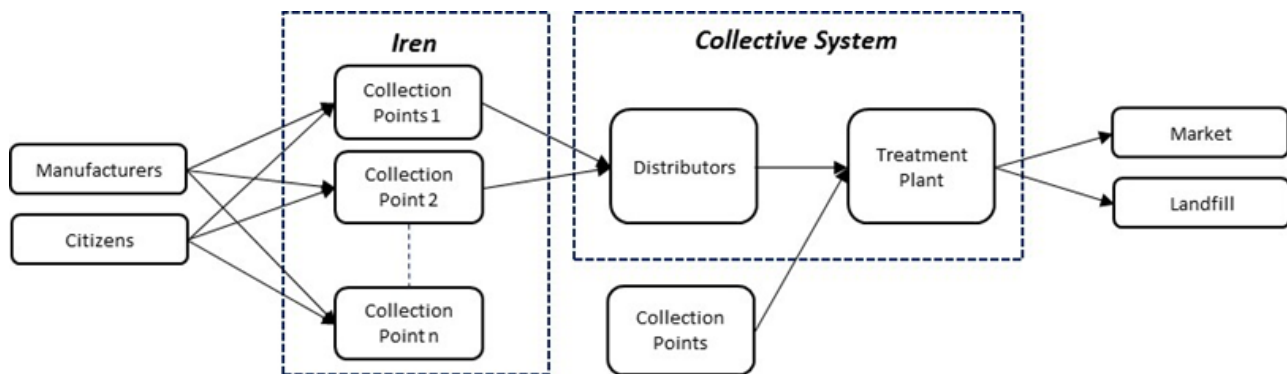 Iren
Collective System
Collection
Points 1
Manufacturers
Collection
Point 2
Citizens
Collection
Point n
Distributors
Treatment
Plant
Collection
Points
Market
Landfill